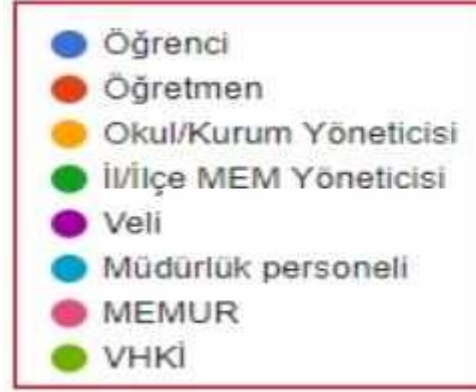 Öğrenci
Öğretmen
Okul/Kurum Yöneticisi
İl/İlçe MEM Yöneticisi
Veli
Müdürlük personeli
MEMUR
VHKİ